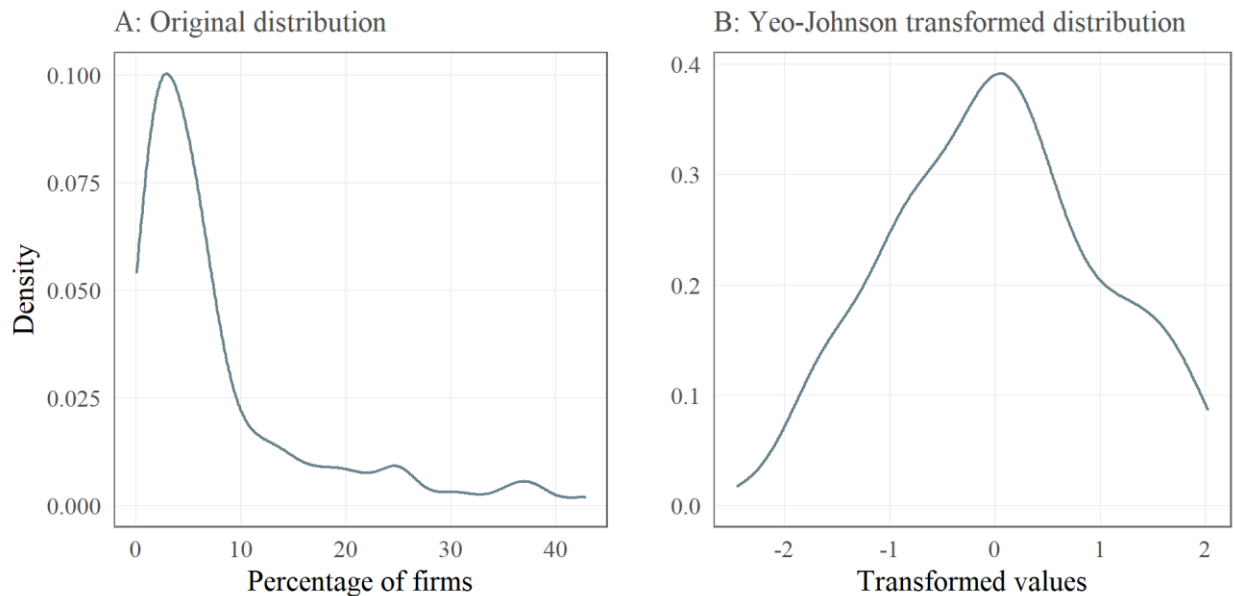 A: Original distribution
0.100
0.075
0.050
0.025
0.000
Density
0 10 20 30 40
Percentage of firms
B: Yeo-Johnson transformed distribution
0.4
0.3
0.2
0.1
0.0
-2 -1 0 1 2
Transformed values